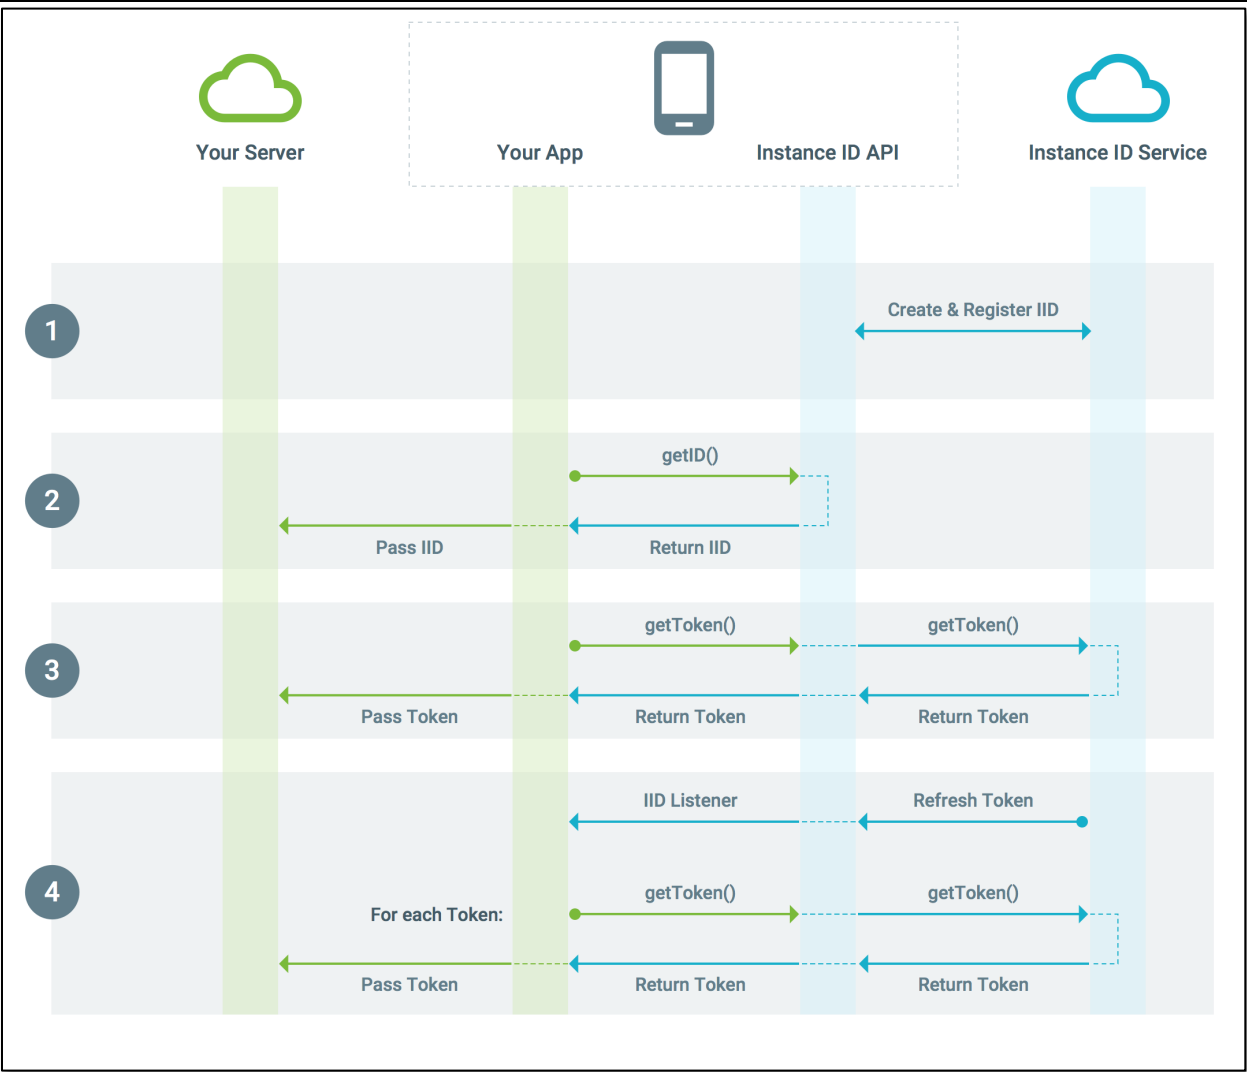 Your Server
Your App
Instance ID API
Instance ID Service
1
Create & Register IID
2
getID()
Pass IID
Return IID
3
getToken()
getToken()
Pass Token
Return Token
Return Token
4
IID Listener
Refresh Token
For each Token:
getToken()
getToken()
Pass Token
Return Token
Return Token